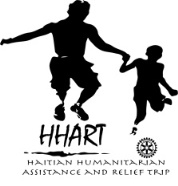 HHART
HAITIAN HUMANITARIAN
ASSISTANCE AND RELIEF TRIP